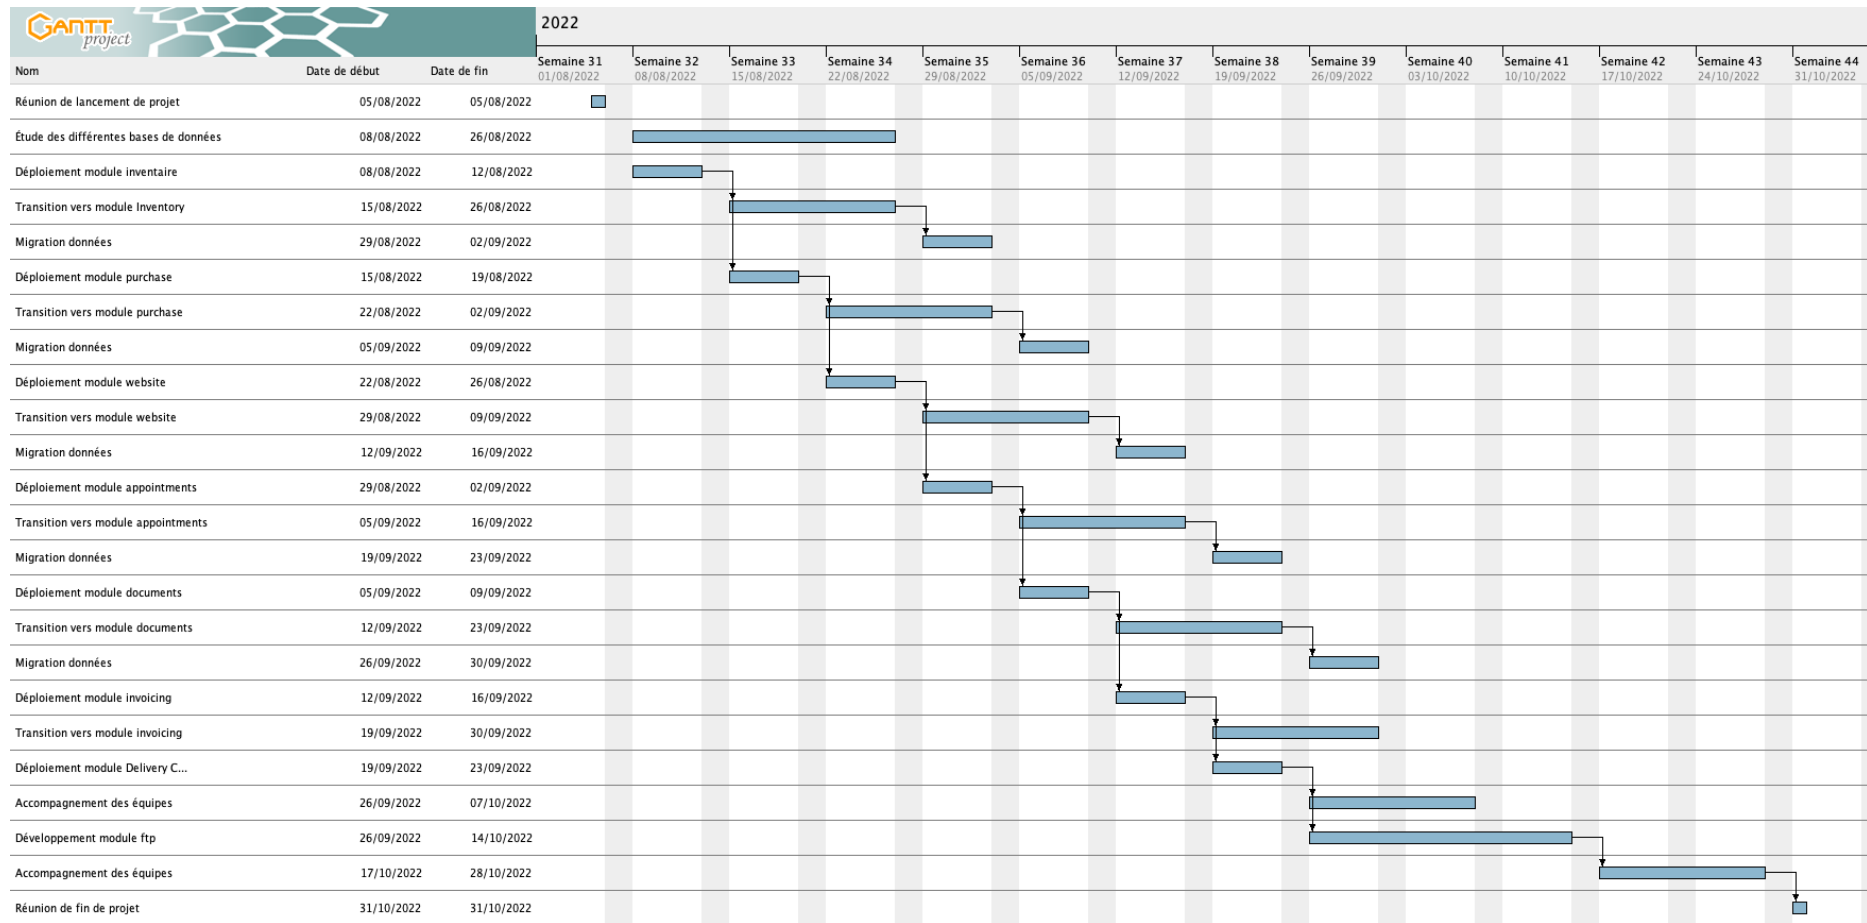 GANTT
project
2022
Semaine 31 Semaine 32 Semaine 33 Semaine 34 Semaine 35 Semaine 36 Semaine 37 Semaine 38 Semaine 39 Semaine 40 Semaine 41 Semaine 42 Semaine 43 Semaine 44
Nom Date de début Date de fin
01/08/2022 08/08/2022 15/08/2022 22/08/2022 29/08/2022 05/09/2022 12/09/2022 19/09/2022 26/09/2022 03/10/2022 10/10/2022 17/10/2022 24/10/2022 31/10/2022
Réunion de lancement de projet 05/08/2022 05/08/2022
Étude des différentes bases de données 08/08/2022 26/08/2022
Déploiement module inventaire 08/08/2022 12/08/2022
Transition vers module Inventory 15/08/2022 26/08/2022
Migration données 29/08/2022 02/09/2022
Déploiement module purchase 15/08/2022 19/08/2022
Transition vers module purchase 22/08/2022 02/09/2022
Migration données 05/09/2022 09/09/2022
Déploiement module website 22/08/2022 26/08/2022
Transition vers module website 29/08/2022 09/09/2022
Migration données 12/09/2022 16/09/2022
Déploiement module appointments 29/08/2022 02/09/2022
Transition vers module appointments 05/09/2022 16/09/2022
Migration données 19/09/2022 23/09/2022
Déploiement module documents 05/09/2022 09/09/2022
Transition vers module documents 12/09/2022 23/09/2022
Migration données 26/09/2022 30/09/2022
Déploiement module invoicing 12/09/2022 16/09/2022
Transition vers module invoicing 19/09/2022 30/09/2022
Déploiement module Delivery C... 19/09/2022 23/09/2022
Accompagnement des équipes 26/09/2022 07/10/2022
Développement module ftp 26/09/2022 14/10/2022
Accompagnement des équipes 17/10/2022 28/10/2022
Réunion de fin de projet 31/10/2022 31/10/2022